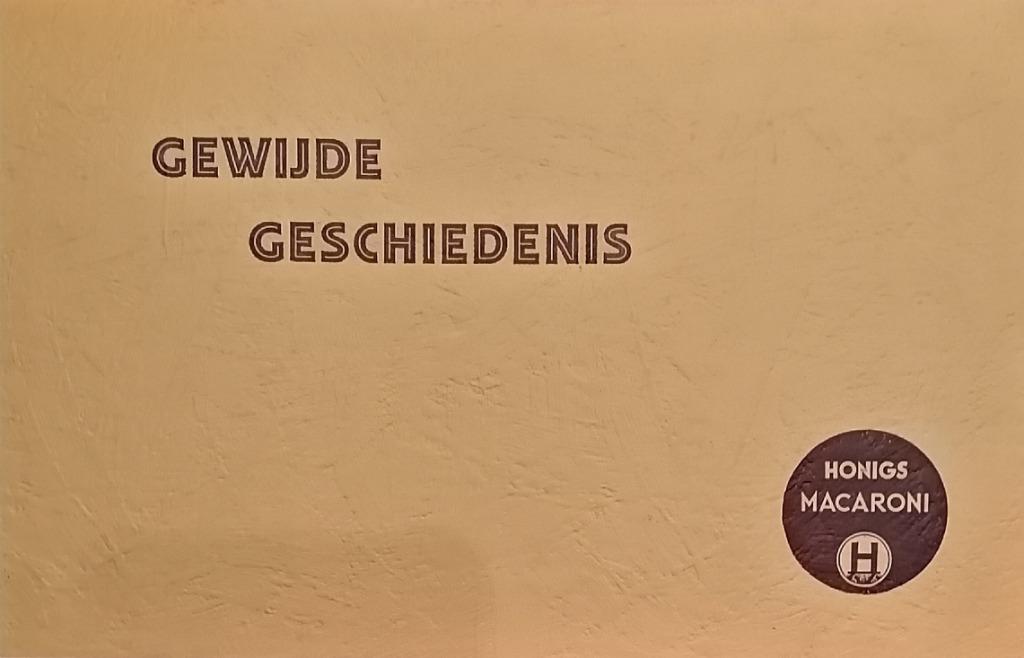 GEWIJDE
GESCHIEDENIS
HONIGS
MACARONI
H